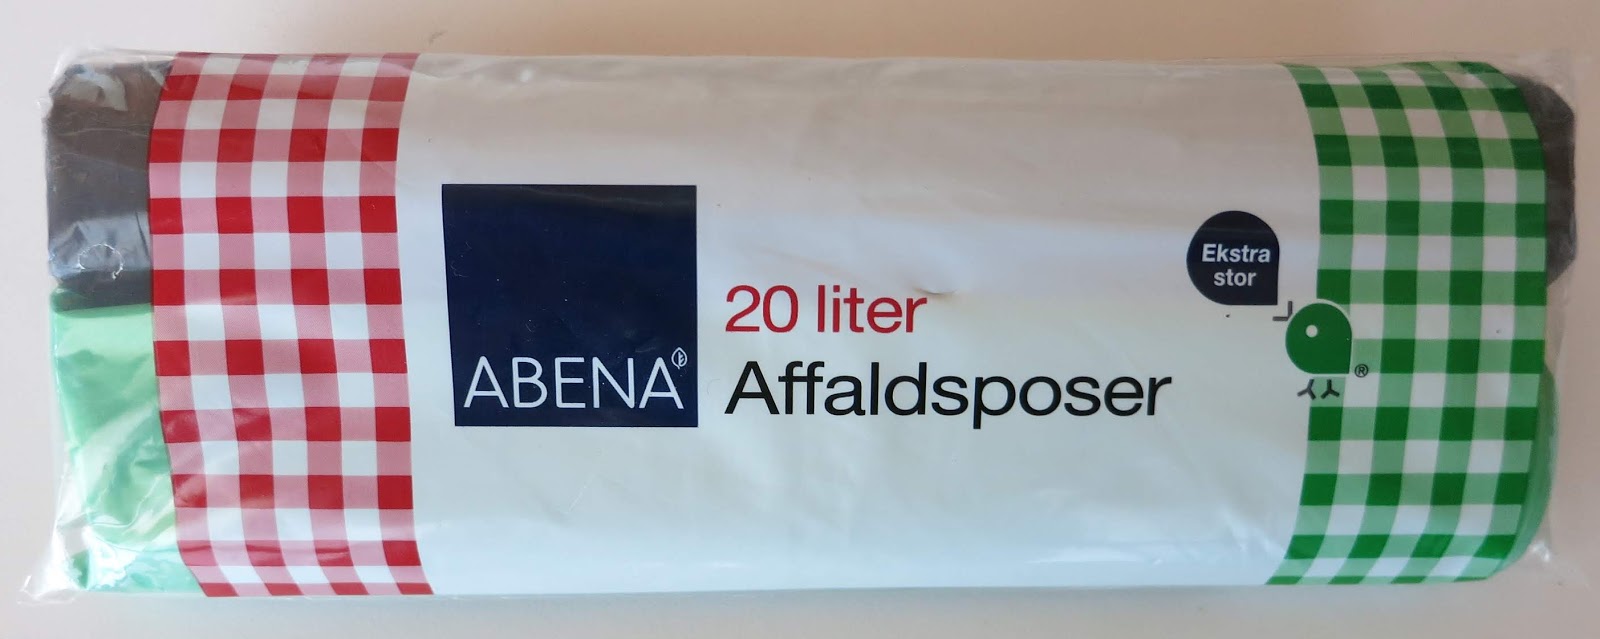 ABENA
20 liter
Affaldsposer
Ekstra
stor
®